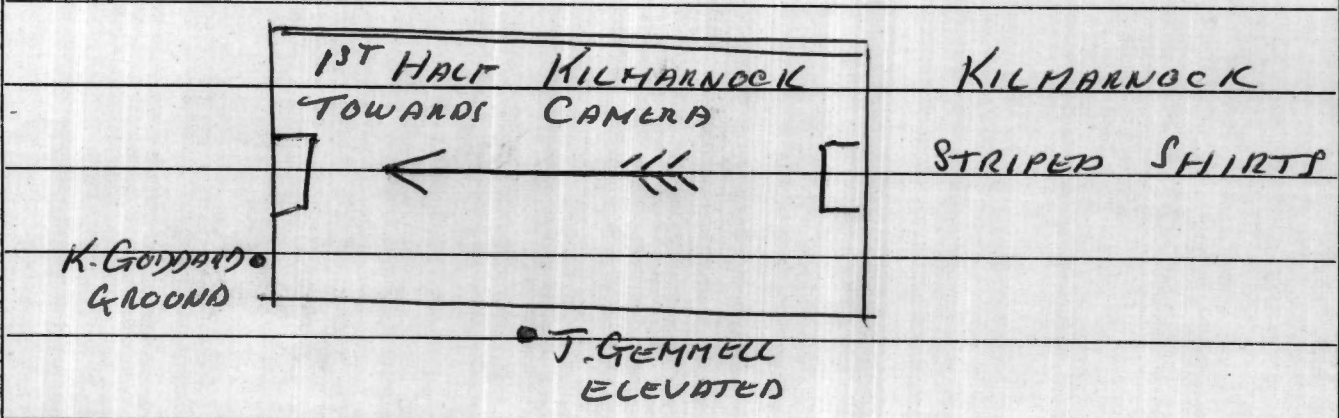 1ST HALF KILMARNOCK
TOWARDS CAMERA
KILMARNOCK
STRIPED SHIRTS
K. GODDARD
GROUND
J. GEMMELL
ELEVATED